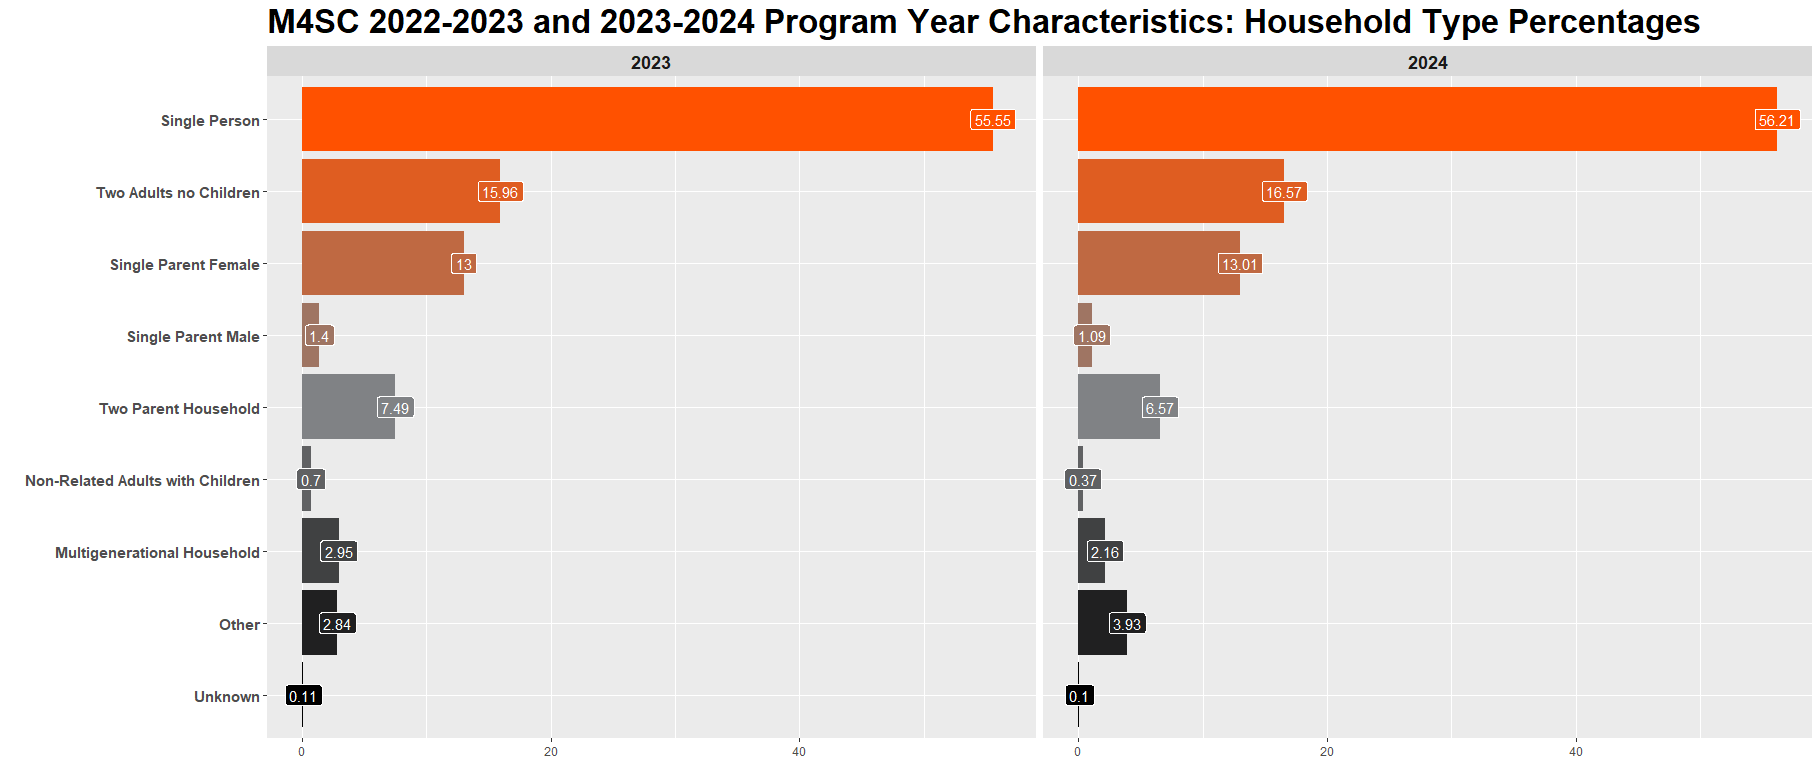 M4SC 2022-2023 and 2023-2024 Program Year Characteristics: Household Type Percentages
2023
2024
Single Person
55.55
56.21
Two Adults no Children
15.96
16.57
Single Parent Female
13
13.01
Single Parent Male
1.4
1.09
Two Parent Household
7.49
6.57
Non-Related Adults with Children
0.7
0.37
Multigenerational Household
2.95
2.16
Other
2.84
3.93
Unknown
0.11
0.1
0
20
40
0
20
40